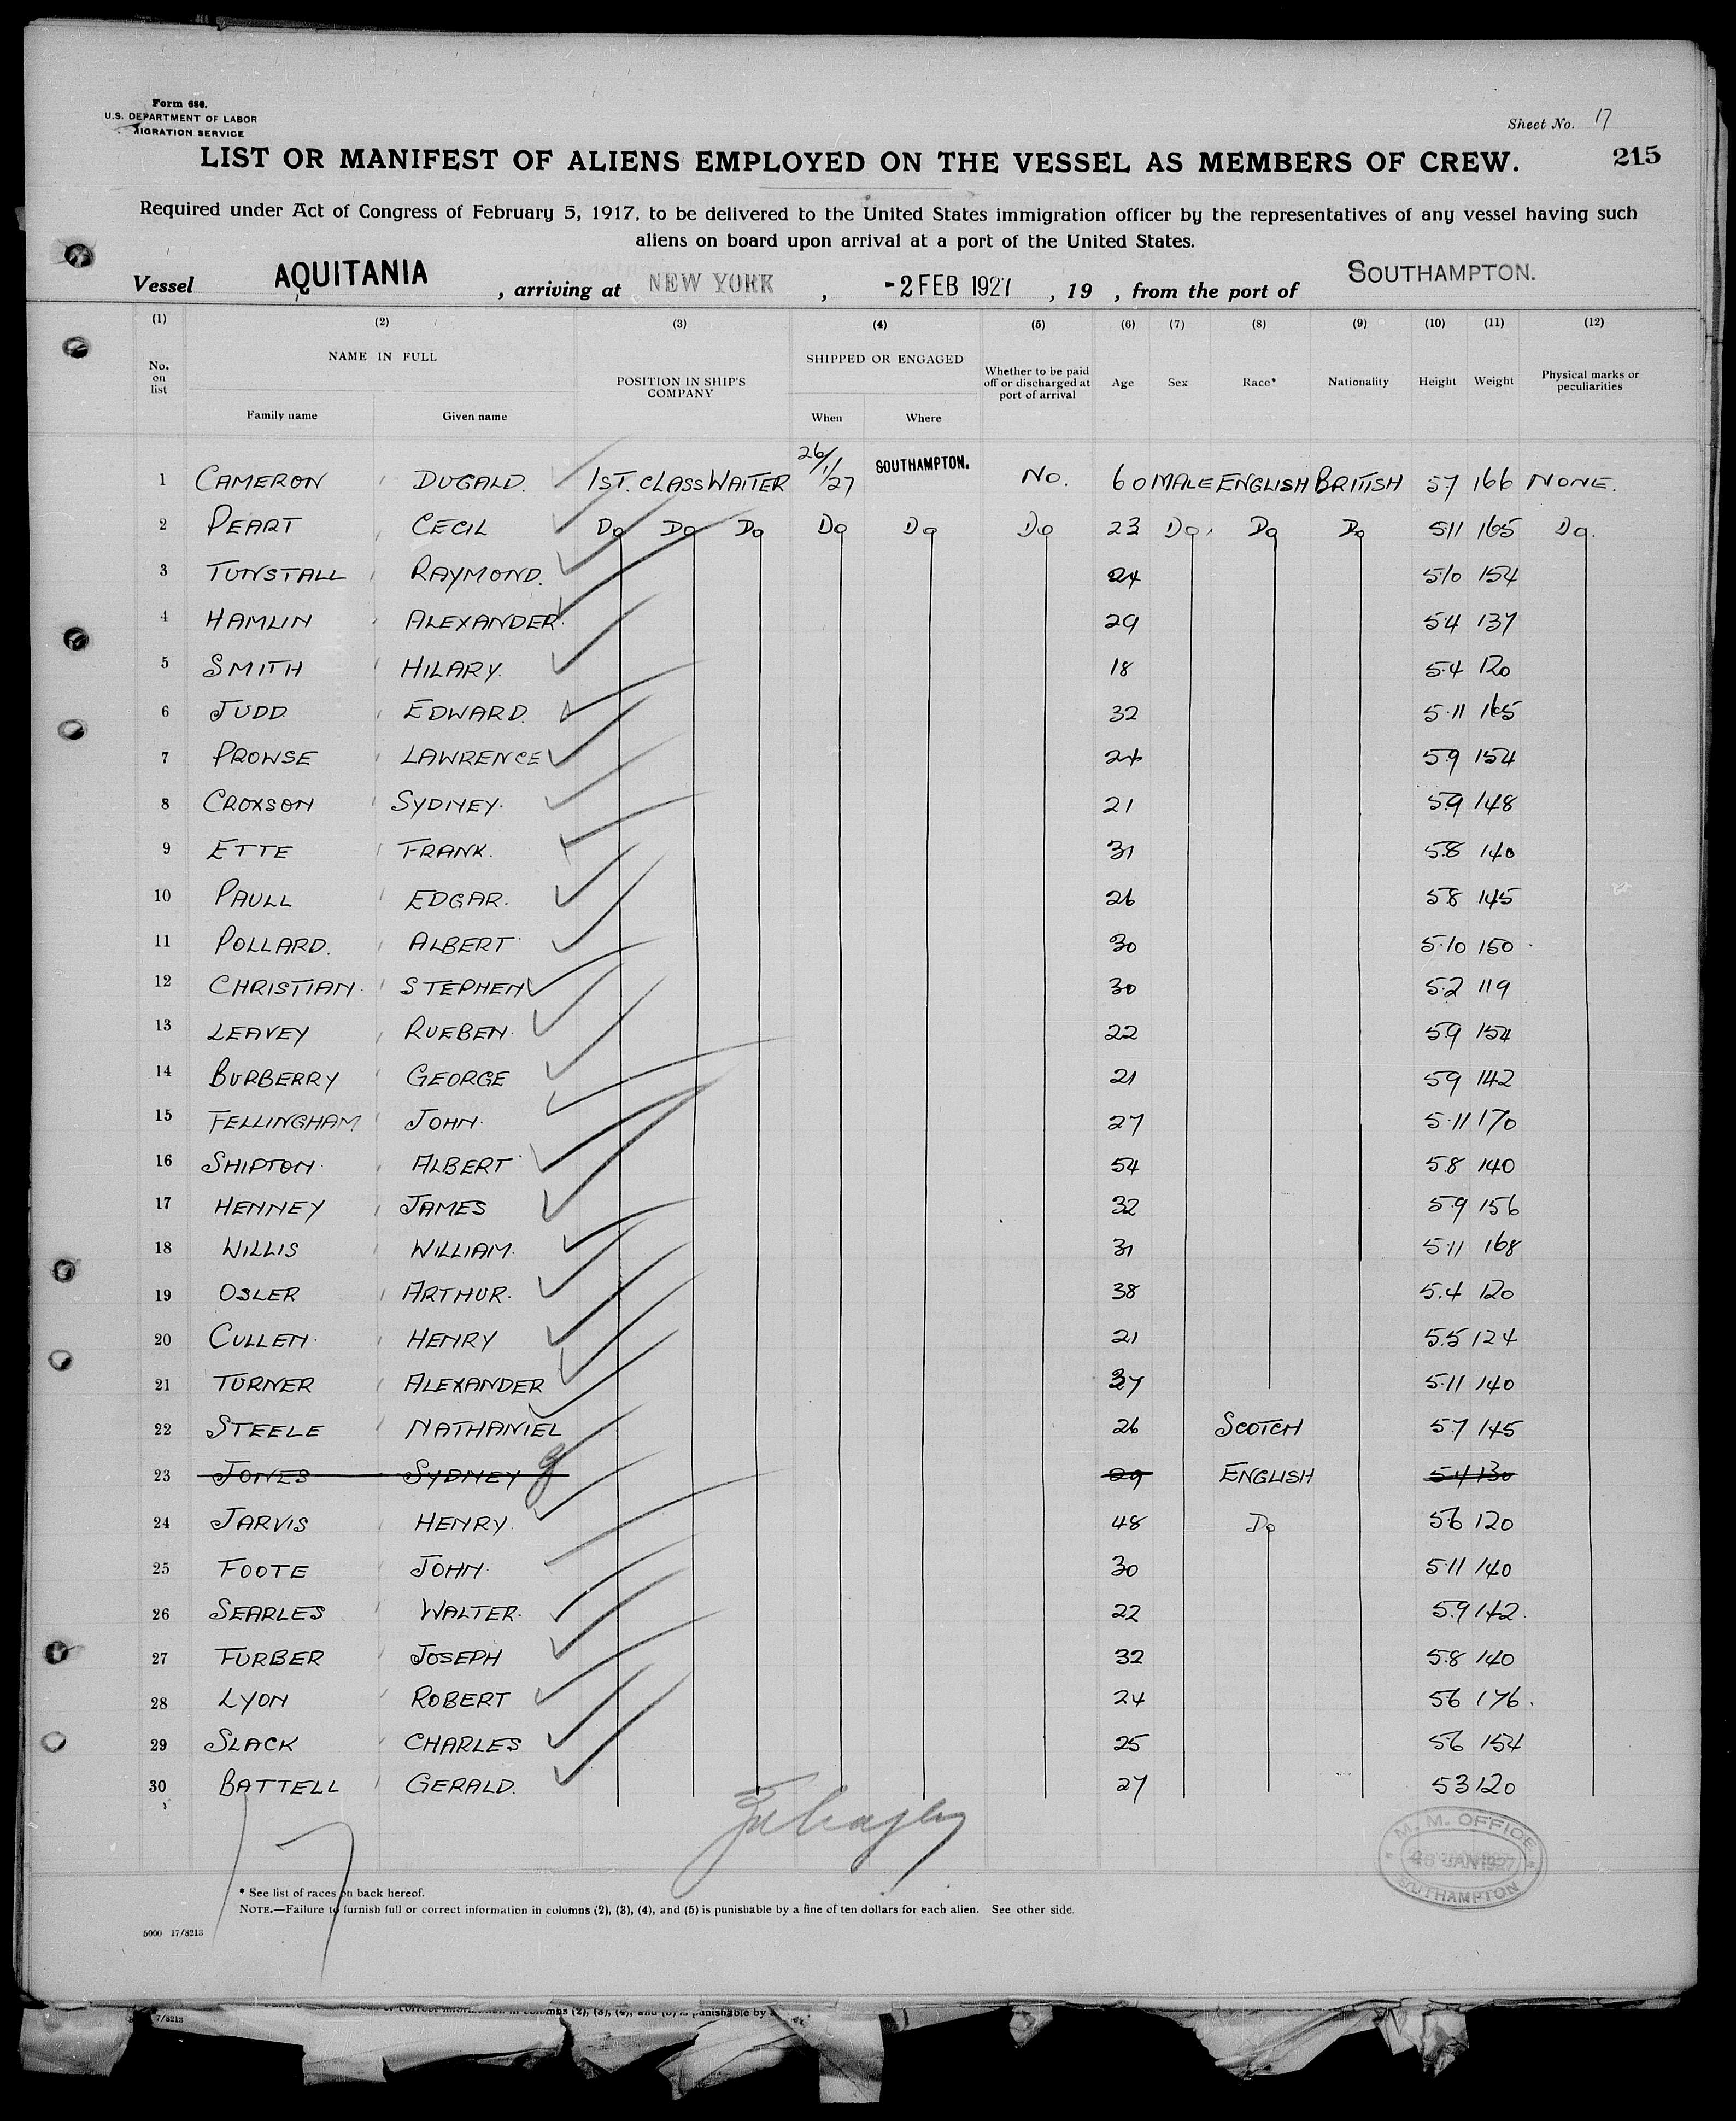 Form 680.
U.S. DEPARTMENT OF LABOR
IMMIGRATION SERVICE
Sheet No. 17
LIST OR MANIFEST OF ALIENS EMPLOYED ON THE VESSEL AS MEMBERS OF CREW.
215
Required under Act of Congress of February 5, 1917, to be delivered to the United States immigration officer by the representatives of any vessel having such
aliens on board upon arrival at a port of the United States.
Vessel AQUITANIA , arriving at NEW YORK , -2 FEB 1927 , 19 , from the port of SOUTHAMPTON.
(1) (2) (3) (4) (5) (6) (7) (8) (9) (10) (11) (12)
No. on list NAME IN FULL Family name Given name POSITION IN SHIP'S COMPANY SHIPPED OR ENGAGED When Where Whether to be paid off or discharged at port of arrival Age Sex Race* Nationality Height Weight Physical marks or peculiarities
1 CAMERON DUGALD. 1ST. CLASS WAITER 26/1/27 SOUTHAMPTON. NO. 60 MALE ENGLISH BRITISH 5.7 166 NONE.
2 PEART CECIL Do Do Do Do Do Do 23 Do. Do Do 5.11 165 Do.
3 TUNSTALL RAYMOND. 24 5.10 154
4 HAMLIN ALEXANDER. 29 5.4 137
5 SMITH HILARY. 18 5.4 120
6 JUDD. EDWARD. 32 5.11 165
7 PROWSE LAWRENCE 24 5.9 154
8 CROXSON SYDNEY. 21 5.9 148
9 ETTE FRANK. 31 5.8 140
10 PAULL EDGAR. 26 5.8 145
11 POLLARD. ALBERT 30 5.10 150
12 CHRISTIAN. STEPHEN 30 5.2 119
13 LEAVEY RUEBEN. 22 5.9 154
14 BURBERRY GEORGE 21 5.9 142
15 FELLINGHAM JOHN. 27 5.11 170
16 SHIPTON. ALBERT 54 5.8 140
17 HENNEY JAMES 32 5.9 156
18 WILLIS WILLIAM. 31 5.11 168
19 OSLER ARTHUR. 38 5.4 120
20 CULLEN. HENRY 21 5.5 124
21 TURNER ALEXANDER 37 5.11 140
22 STEELE NATHANIEL 26 SCOTCH 5.7 145
23 JONES SYDNEY 29 ENGLISH 5.4 130
24 JARVIS HENRY. 48 Do 5.6 120
25 FOOTE JOHN. 30 5.11 140
26 SEARLES WALTER. 22 5.9 142.
27 FURBER JOSEPH 32 5.8 140
28 LYON ROBERT 24 5.6 176.
29 SLACK CHARLES 25 5.6 154
30 BATTELL GERALD. 27 5.3 120
17
M. M. OFFICE
26 JAN 1927
SOUTHAMPTON
* See list of races on back hereof.
NOTE.—Failure to furnish full or correct information in columns (2), (3), (4), and (5) is punishable by a fine of ten dollars for each alien. See other side.
5000 17/8213
7/8213 correct information in columns (2), (3), (4), and (5) is punishable by